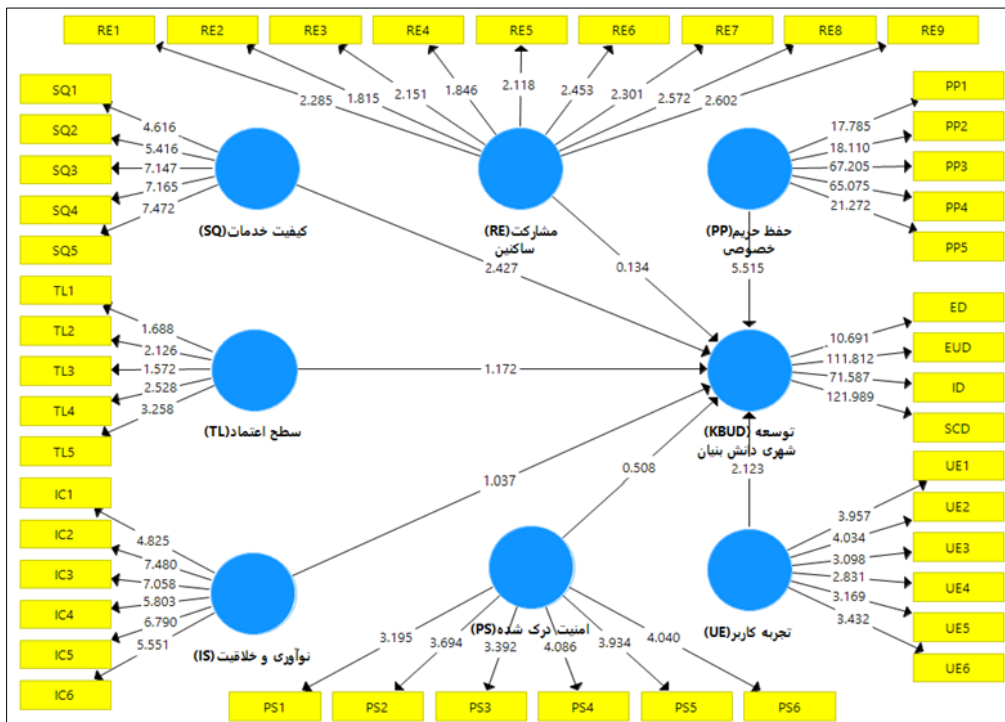 RE1 RE2 RE3 RE4 RE5 RE6 RE7 RE8 RE9
2.285 1.815 2.151 1.846 2.118 2.453 2.301 2.572 2.602
SQ1
SQ2
SQ3
SQ4
SQ5
4.616
5.416
7.147
7.165
7.472
کیفیت خدمات(SQ)
مشارکت(RE)
ساکنین
حفظ حریم(PP)
خصوصی
PP1
PP2
PP3
PP4
PP5
17.785
18.110
67.205
65.075
21.272
2.427
0.134
5.515
TL1
TL2
TL3
TL4
TL5
1.688
2.126
1.572
2.528
3.258
سطح اعتماد(TL)
1.172
توسعه (KBUD)
شهری دانش بنیان
ED
EUD
ID
SCD
10.691
111.812
71.587
121.989
IC1
IC2
IC3
IC4
IC5
IC6
4.825
7.480
7.058
5.803
6.790
5.551
نوآوری و خلاقیت(IS)
1.037
0.508
2.123
امنیت درک شده(PS)
3.195 3.694 3.392 4.086 3.934 4.040
PS1 PS2 PS3 PS4 PS5 PS6
تجربه کاربر(UE)
UE1
UE2
UE3
UE4
UE5
UE6
3.957
4.034
3.098
2.831
3.169
3.432